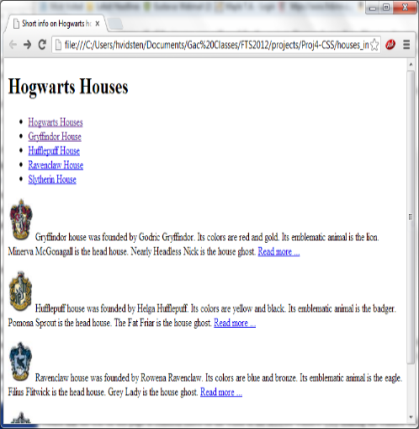 Short info on Hogwarts h
file:///C:/Users/hvidsten/Documents/Gac%20Classes/FTS2012/projects/Proj4-CSS/houses_in
Hogwarts Houses
Hogwarts Houses
Gryffindor House
Hufflepuff House
Ravenclaw House
Slytherin House
Gryffindor house was founded by Godric Gryffindor. Its colors are red and gold. Its emblematic animal is the lion.
Minerva McGonagall is the head house. Nearly Headless Nick is the house ghost. Read more ...
Hufflepuff house was founded by Helga Hufflepuff. Its colors are yellow and black. Its emblematic animal is the badger.
Pomona Sprout is the head house. The Fat Friar is the house ghost. Read more ...
Ravenclaw house was founded by Rowena Ravenclaw. Its colors are blue and bronze. Its emblematic animal is the eagle.
Filius Flitwick is the head house. Grey Lady is the house ghost. Read more ...